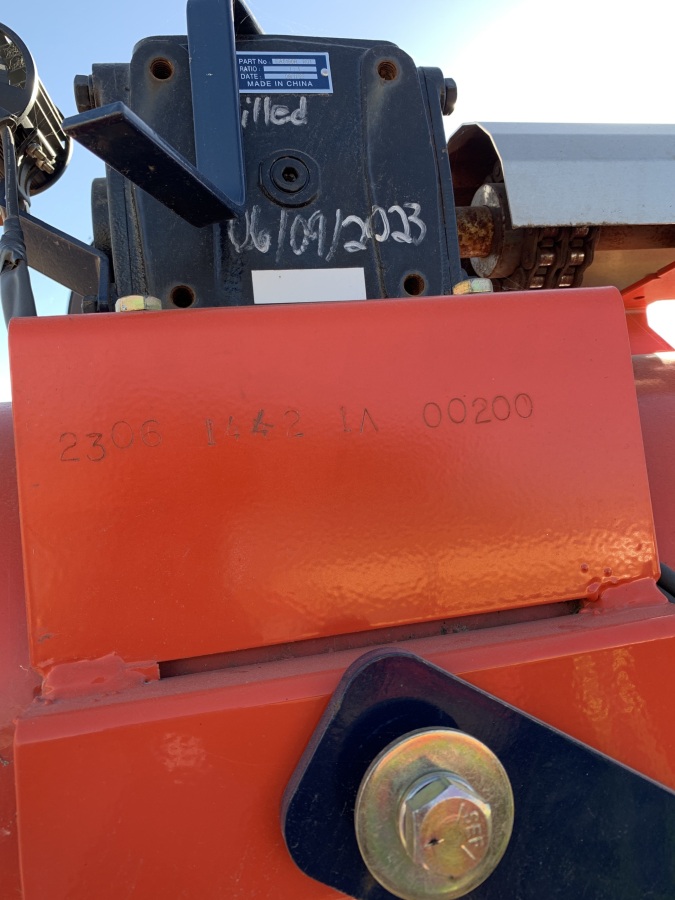 PART No
RATIO:
DATE:
MADE IN CHINA
illed
06/09/2023
2306 1442 1A 00200